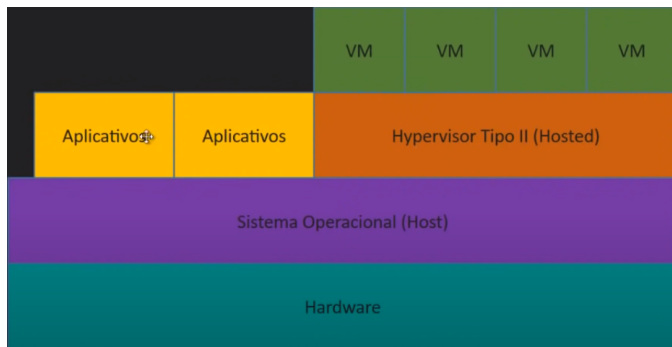 VM VM VM VM
Aplicativos Aplicativos Hypervisor Tipo II (Hosted)
Sistema Operacional (Host)
Hardware